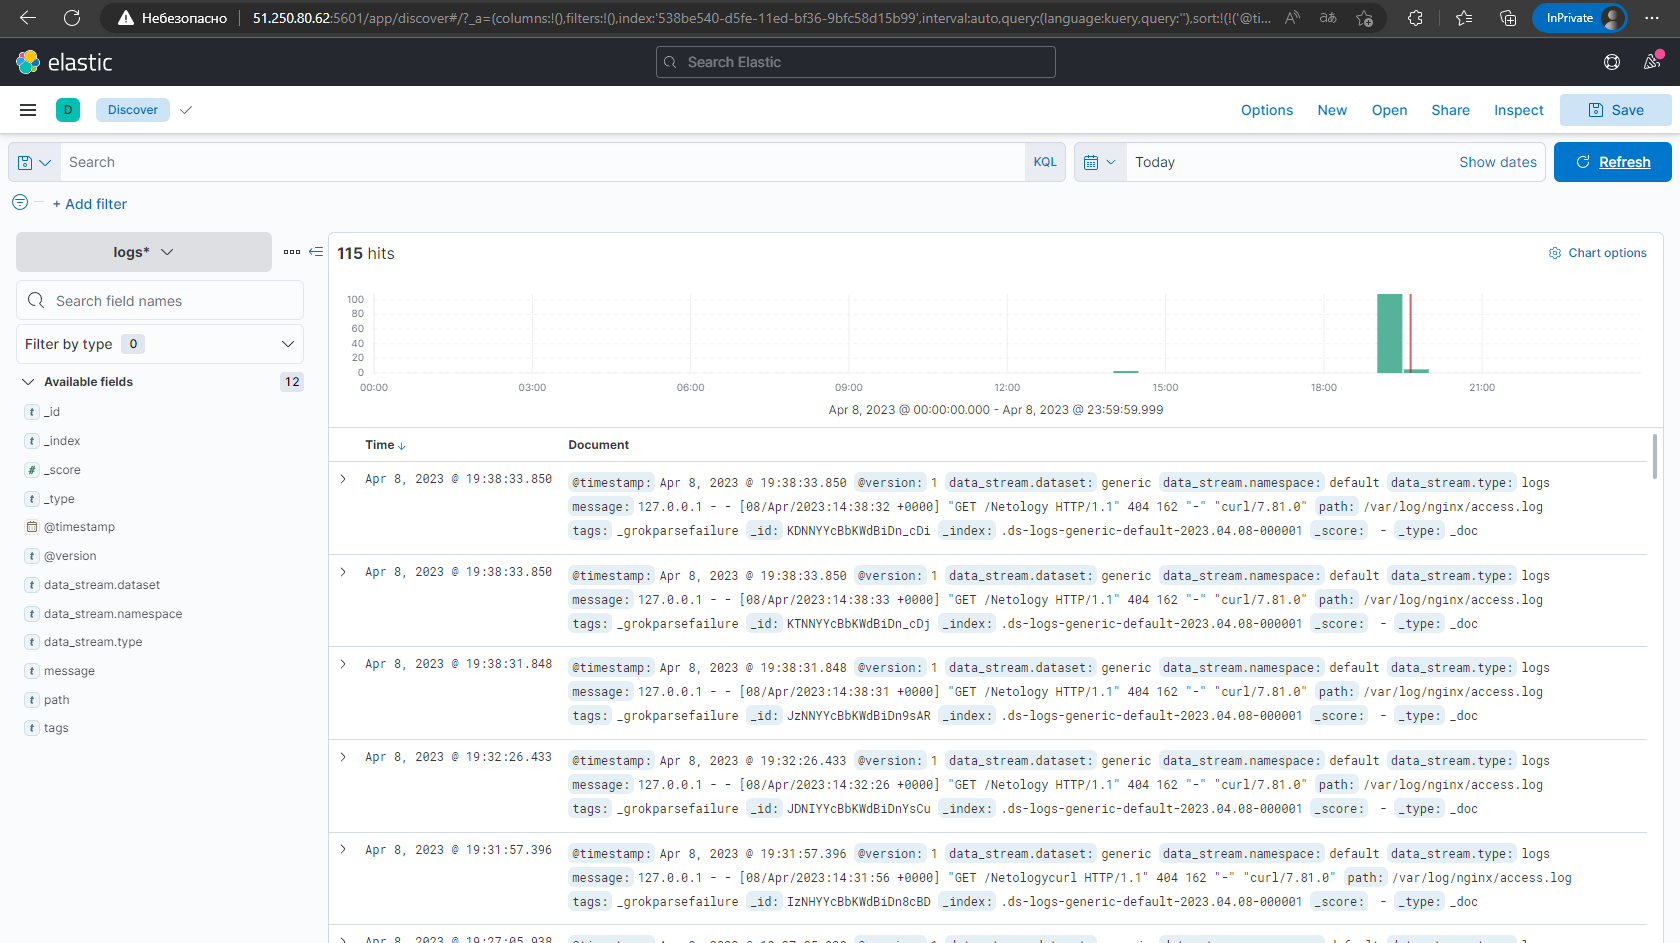 Небезопасно 51.250.80.62:5601/app/discover#/?_a=(columns:!(),filters:!(),index:'538be540-d5fe-11ed-bf36-9bfc58d15b99',interval:auto,query:(language:kuery,query:''),sort:!(!('@ti... InPrivate
elastic
Search Elastic
D Discover Options New Open Share Inspect Save
Search KQL Today Show dates Refresh
+ Add filter
logs*
115 hits
Chart options
Search field names
Filter by type 0
Available fields 12
t _id
t _index
# _score
t _type
@timestamp
t @version
t data_stream.dataset
t data_stream.namespace
t data_stream.type
t message
t path
t tags
100
80
60
40
20
0
00:00 03:00 06:00 09:00 12:00 15:00 18:00 21:00
Apr 8, 2023 @ 00:00:00.000 - Apr 8, 2023 @ 23:59:59.999
Time Document
Apr 8, 2023 @ 19:38:33.850 @timestamp: Apr 8, 2023 @ 19:38:33.850 @version: 1 data_stream.dataset: generic data_stream.namespace: default data_stream.type: logs
message: 127.0.0.1 - - [08/Apr/2023:14:38:32 +0000] "GET /Netology HTTP/1.1" 404 162 "-" "curl/7.81.0" path: /var/log/nginx/access.log
tags: _grokparsefailure _id: KDNNYYcBbKWdBiDn_cDi _index: .ds-logs-generic-default-2023.04.08-000001 _score: - _type: _doc
Apr 8, 2023 @ 19:38:33.850 @timestamp: Apr 8, 2023 @ 19:38:33.850 @version: 1 data_stream.dataset: generic data_stream.namespace: default data_stream.type: logs
message: 127.0.0.1 - - [08/Apr/2023:14:38:33 +0000] "GET /Netology HTTP/1.1" 404 162 "-" "curl/7.81.0" path: /var/log/nginx/access.log
tags: _grokparsefailure _id: KTNNYYcBbKWdBiDn_cDj _index: .ds-logs-generic-default-2023.04.08-000001 _score: - _type: _doc
Apr 8, 2023 @ 19:38:31.848 @timestamp: Apr 8, 2023 @ 19:38:31.848 @version: 1 data_stream.dataset: generic data_stream.namespace: default data_stream.type: logs
message: 127.0.0.1 - - [08/Apr/2023:14:38:31 +0000] "GET /Netology HTTP/1.1" 404 162 "-" "curl/7.81.0" path: /var/log/nginx/access.log
tags: _grokparsefailure _id: JzNNYYcBbKWdBiDn9sAR _index: .ds-logs-generic-default-2023.04.08-000001 _score: - _type: _doc
Apr 8, 2023 @ 19:32:26.433 @timestamp: Apr 8, 2023 @ 19:32:26.433 @version: 1 data_stream.dataset: generic data_stream.namespace: default data_stream.type: logs
message: 127.0.0.1 - - [08/Apr/2023:14:32:26 +0000] "GET /Netology HTTP/1.1" 404 162 "-" "curl/7.81.0" path: /var/log/nginx/access.log
tags: _grokparsefailure _id: JDNIYYcBbKWdBiDnYsCu _index: .ds-logs-generic-default-2023.04.08-000001 _score: - _type: _doc
Apr 8, 2023 @ 19:31:57.396 @timestamp: Apr 8, 2023 @ 19:31:57.396 @version: 1 data_stream.dataset: generic data_stream.namespace: default data_stream.type: logs
message: 127.0.0.1 - - [08/Apr/2023:14:31:56 +0000] "GET /Netologycurl HTTP/1.1" 404 162 "-" "curl/7.81.0" path: /var/log/nginx/access.log
tags: _grokparsefailure _id: IzNHYYcBbKWdBiDn8cBD _index: .ds-logs-generic-default-2023.04.08-000001 _score: - _type: _doc
Apr 8, 2023 @ 19:27:05.938